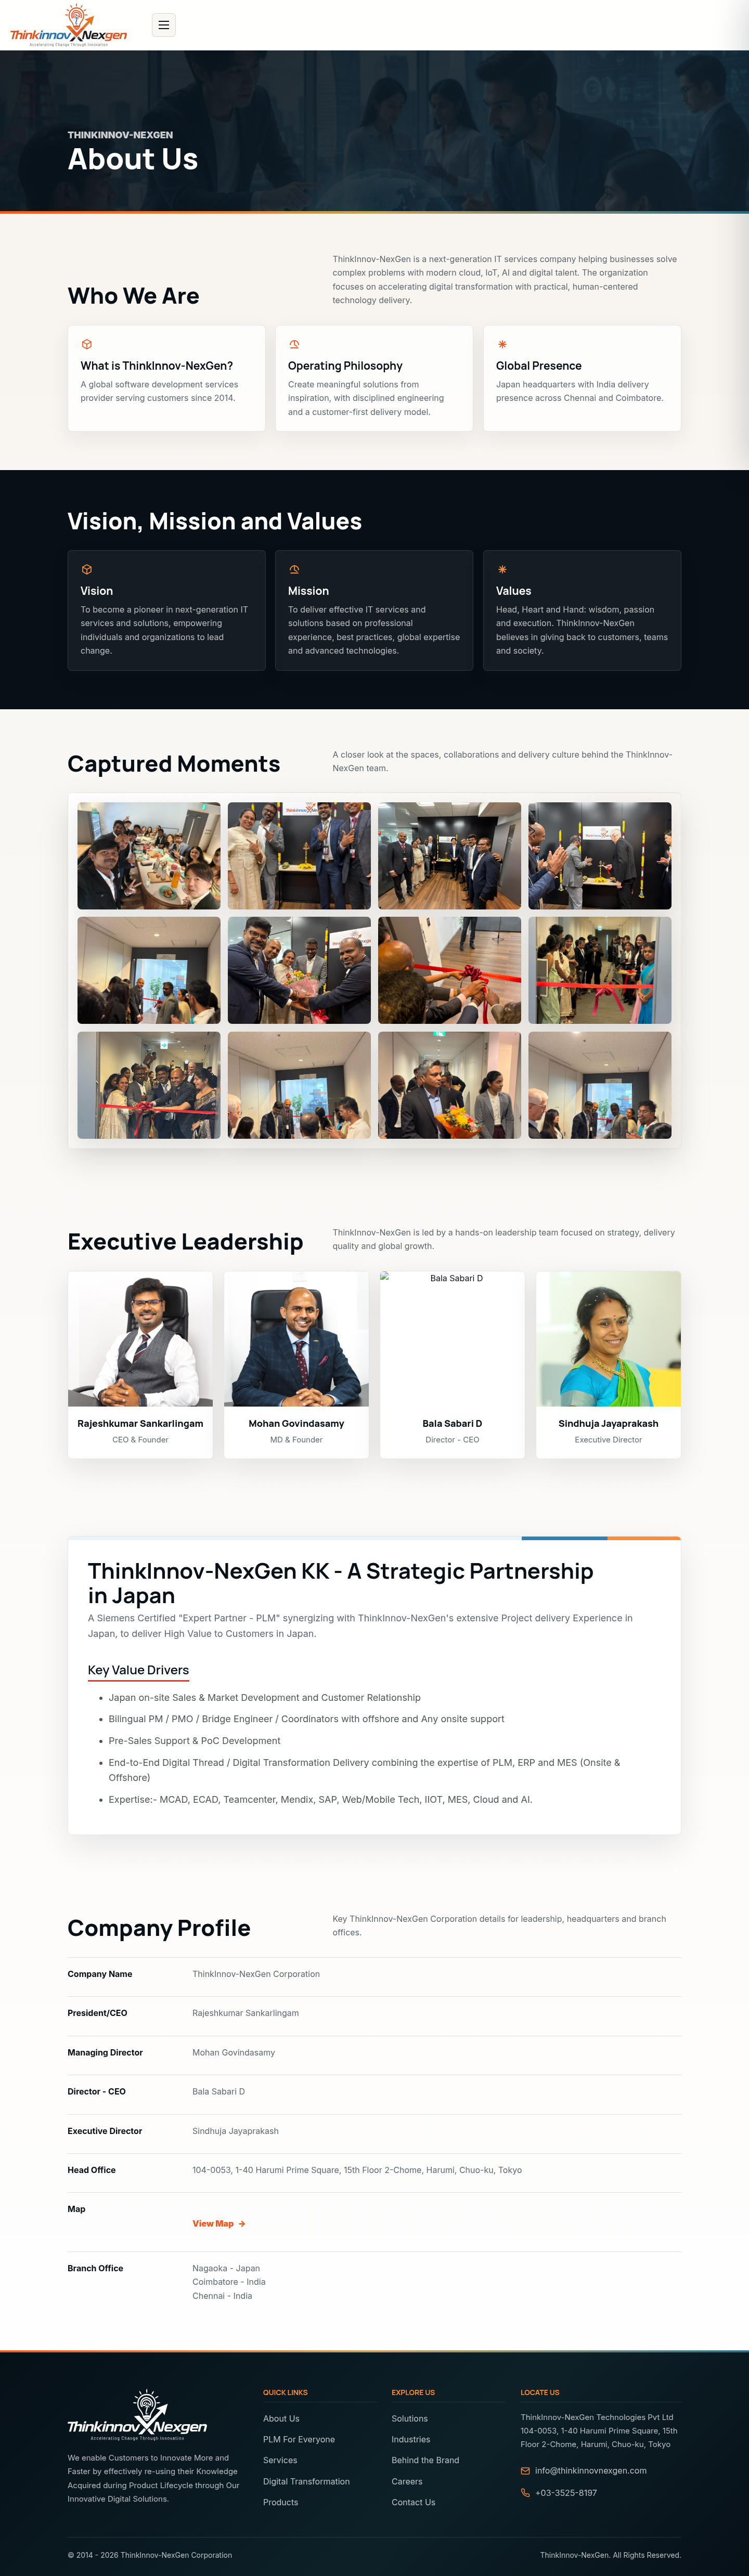 Thinkinnov Nexgen
Accelerating Change Through Innovation
THINKINNOV-NEXGEN
About Us
Who We Are
ThinkInnov-NexGen is a next-generation IT services company helping businesses solve
complex problems with modern cloud, IoT, AI and digital talent. The organization
focuses on accelerating digital transformation with practical, human-centered
technology delivery.
What is ThinkInnov-NexGen?
A global software development services
provider serving customers since 2014.
Operating Philosophy
Create meaningful solutions from
inspiration, with disciplined engineering
and a customer-first delivery model.
Global Presence
Japan headquarters with India delivery
presence across Chennai and Coimbatore.
Vision, Mission and Values
Vision
To become a pioneer in next-generation IT
services and solutions, empowering
individuals and organizations to lead
change.
Mission
To deliver effective IT services and
solutions based on professional
experience, best practices, global expertise
and advanced technologies.
Values
Head, Heart and Hand: wisdom, passion
and execution. ThinkInnov-NexGen
believes in giving back to customers, teams
and society.
Captured Moments
A closer look at the spaces, collaborations and delivery culture behind the ThinkInnov-
NexGen team.
Executive Leadership
ThinkInnov-NexGen is led by a hands-on leadership team focused on strategy, delivery
quality and global growth.
Rajeshkumar Sankarlingam
CEO & Founder
Mohan Govindasamy
MD & Founder
Bala Sabari D
Bala Sabari D
Director - CEO
Sindhuja Jayaprakash
Executive Director
ThinkInnov-NexGen KK - A Strategic Partnership
in Japan
A Siemens Certified "Expert Partner - PLM" synergizing with ThinkInnov-NexGen's extensive Project delivery Experience in
Japan, to deliver High Value to Customers in Japan.
Key Value Drivers
• Japan on-site Sales & Market Development and Customer Relationship
• Bilingual PM / PMO / Bridge Engineer / Coordinators with offshore and Any onsite support
• Pre-Sales Support & PoC Development
• End-to-End Digital Thread / Digital Transformation Delivery combining the expertise of PLM, ERP and MES (Onsite &
Offshore)
• Expertise:- MCAD, ECAD, Teamcenter, Mendix, SAP, Web/Mobile Tech, IIOT, MES, Cloud and AI.
Company Profile
Key ThinkInnov-NexGen Corporation details for leadership, headquarters and branch
offices.
Company Name ThinkInnov-NexGen Corporation
President/CEO Rajeshkumar Sankarlingam
Managing Director Mohan Govindasamy
Director - CEO Bala Sabari D
Executive Director Sindhuja Jayaprakash
Head Office 104-0053, 1-40 Harumi Prime Square, 15th Floor 2-Chome, Harumi, Chuo-ku, Tokyo
Map
View Map →
Branch Office Nagaoka - Japan
Coimbatore - India
Chennai - India
Thinkinnov Nexgen
Accelerating Change Through Innovation
We enable Customers to Innovate More and
Faster by effectively re-using their Knowledge
Acquired during Product Lifecycle through Our
Innovative Digital Solutions.
QUICK LINKS
About Us
PLM For Everyone
Services
Digital Transformation
Products
EXPLORE US
Solutions
Industries
Behind the Brand
Careers
Contact Us
LOCATE US
ThinkInnov-NexGen Technologies Pvt Ltd
104-0053, 1-40 Harumi Prime Square, 15th
Floor 2-Chome, Harumi, Chuo-ku, Tokyo
info@thinkinnovnexgen.com
+03-3525-8197
© 2014 - 2026 ThinkInnov-NexGen Corporation
ThinkInnov-NexGen. All Rights Reserved.